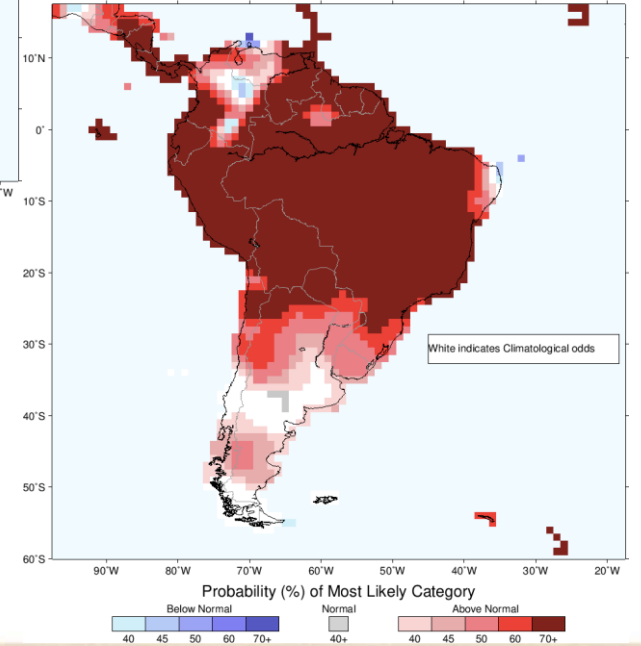 10˚N
0˚
˚W
10˚S
20˚S
30˚S
White indicates Climatological odds
40˚S
50˚S
60˚S
90˚W 80˚W 70˚W 60˚W 50˚W 40˚W 30˚W 20˚W
Probability (%) of Most Likely Category
Below Normal Normal Above Normal
40 45 50 60 70+ 40+ 40 45 50 60 70+